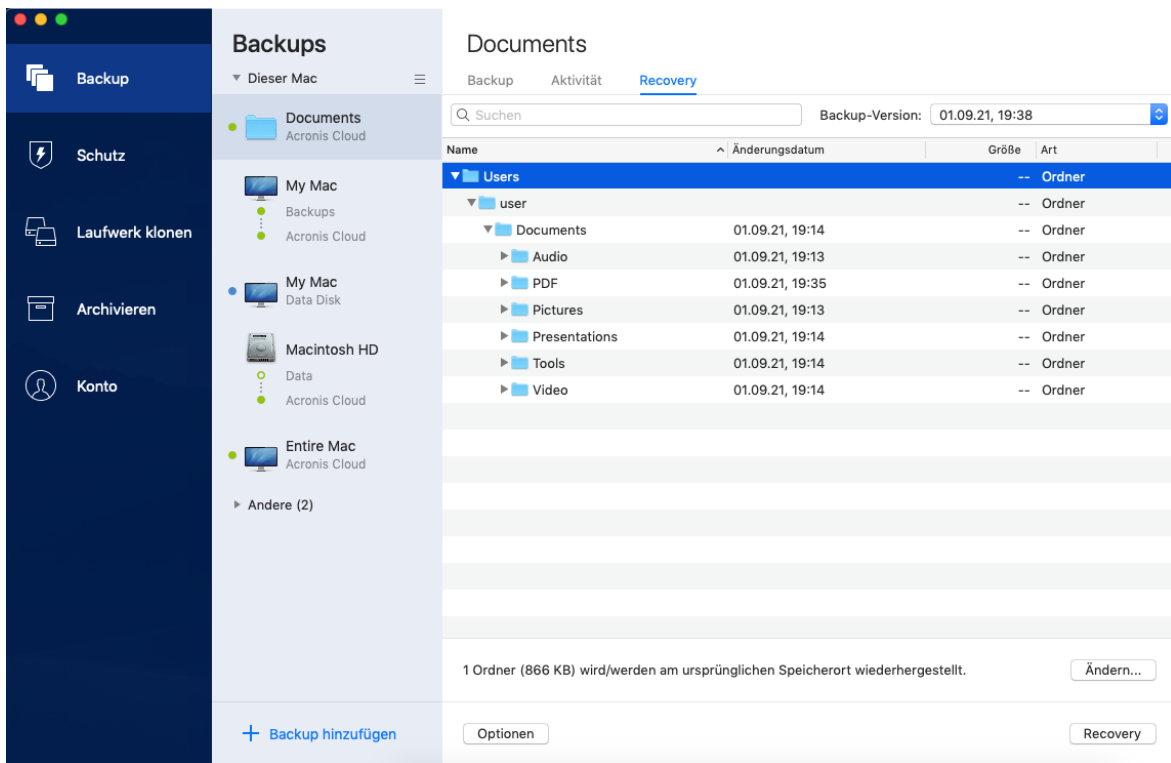 Backup
Schutz
Laufwerk klonen
Archivieren
Konto
Backups
Dieser Mac
Documents
Acronis Cloud
My Mac
Backups
Acronis Cloud
My Mac
Data Disk
Macintosh HD
Data
Acronis Cloud
Entire Mac
Acronis Cloud
Andere (2)
Backup hinzufügen
Documents
Backup Aktivität Recovery
Suchen Backup-Version: 01.09.21, 19:38
Name Änderungsdatum Größe Art
Users -- Ordner
user -- Ordner
Documents 01.09.21, 19:14 -- Ordner
Audio 01.09.21, 19:13 -- Ordner
PDF 01.09.21, 19:35 -- Ordner
Pictures 01.09.21, 19:13 -- Ordner
Presentations 01.09.21, 19:14 -- Ordner
Tools 01.09.21, 19:14 -- Ordner
Video 01.09.21, 19:14 -- Ordner
1 Ordner (866 KB) wird/werden am ursprünglichen Speicherort wiederhergestellt. Ändern...
Optionen Recovery